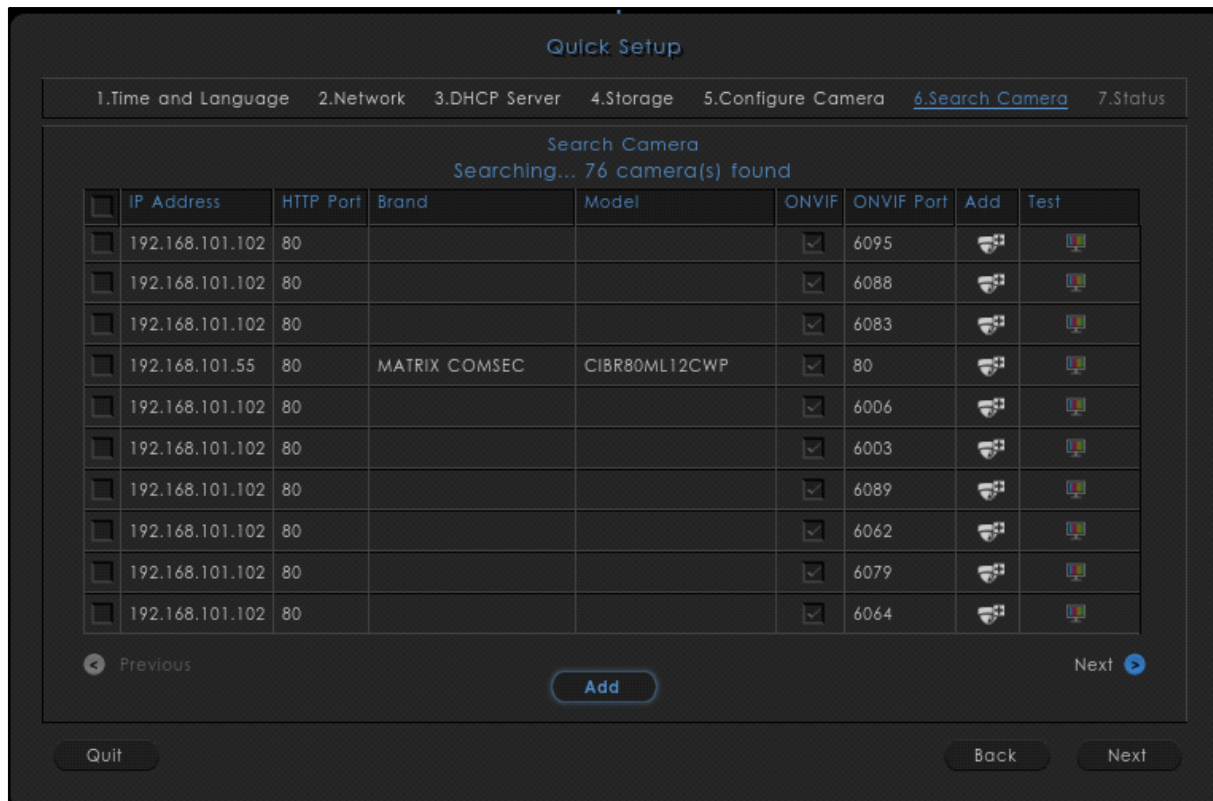 Quick Setup
1.Time and Language 2.Network 3.DHCP Server 4.Storage 5.Configure Camera 6.Search Camera 7.Status
Search Camera
Searching... 76 camera(s) found
IP Address HTTP Port Brand Model ONVIF ONVIF Port Add Test
192.168.101.102 80 6095
192.168.101.102 80 6088
192.168.101.102 80 6083
192.168.101.55 80 MATRIX COMSEC CIBR80ML12CWP 80
192.168.101.102 80 6006
192.168.101.102 80 6003
192.168.101.102 80 6089
192.168.101.102 80 6062
192.168.101.102 80 6079
192.168.101.102 80 6064
Previous Next
Add
Quit Back Next